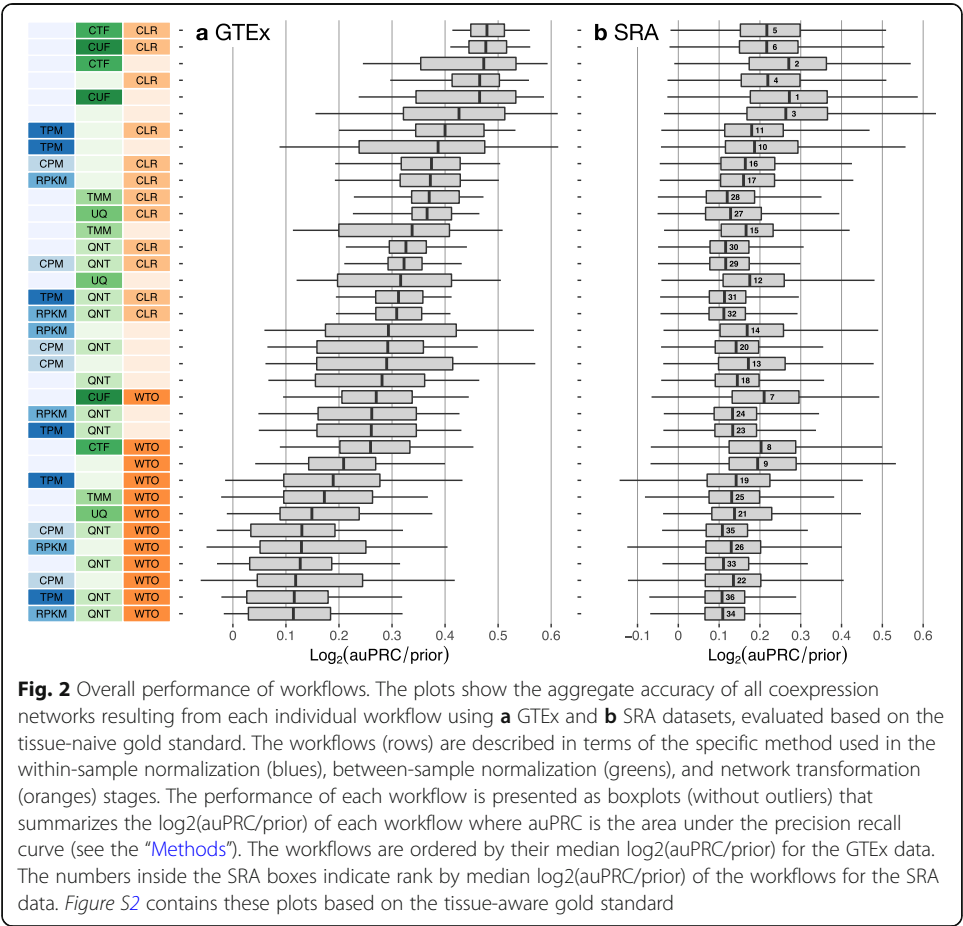 a GTEx
b SRA
CTF CLR 5
CUF CLR 6
CTF 2
CLR 4
CUF 1
3
TPM CLR 11
TPM 10
CPM CLR 16
RPKM CLR 17
TMM CLR 28
UQ CLR 27
TMM 15
QNT CLR 30
CPM QNT CLR 29
UQ 12
TPM QNT CLR 31
RPKM QNT CLR 32
RPKM 14
CPM QNT 20
CPM 13
QNT 18
CUF WTO 7
RPKM QNT 24
TPM QNT 23
CTF WTO 8
WTO 9
TPM WTO 19
TMM WTO 25
UQ WTO 21
CPM QNT WTO 35
RPKM WTO 26
QNT WTO 33
CPM WTO 22
TPM QNT WTO 36
RPKM QNT WTO 34
0 0.1 0.2 0.3 0.4 0.5 0.6
−0.1 0 0.1 0.2 0.3 0.4 0.5 0.6
Log2(auPRC/prior)
Log2(auPRC/prior)
Fig. 2 Overall performance of workflows. The plots show the aggregate accuracy of all coexpression
networks resulting from each individual workflow using a GTEx and b SRA datasets, evaluated based on the
tissue-naive gold standard. The workflows (rows) are described in terms of the specific method used in the
within-sample normalization (blues), between-sample normalization (greens), and network transformation
(oranges) stages. The performance of each workflow is presented as boxplots (without outliers) that
summarizes the log2(auPRC/prior) of each workflow where auPRC is the area under the precision recall
curve (see the “Methods”). The workflows are ordered by their median log2(auPRC/prior) for the GTEx data.
The numbers inside the SRA boxes indicate rank by median log2(auPRC/prior) of the workflows for the SRA
data. Figure S2 contains these plots based on the tissue-aware gold standard